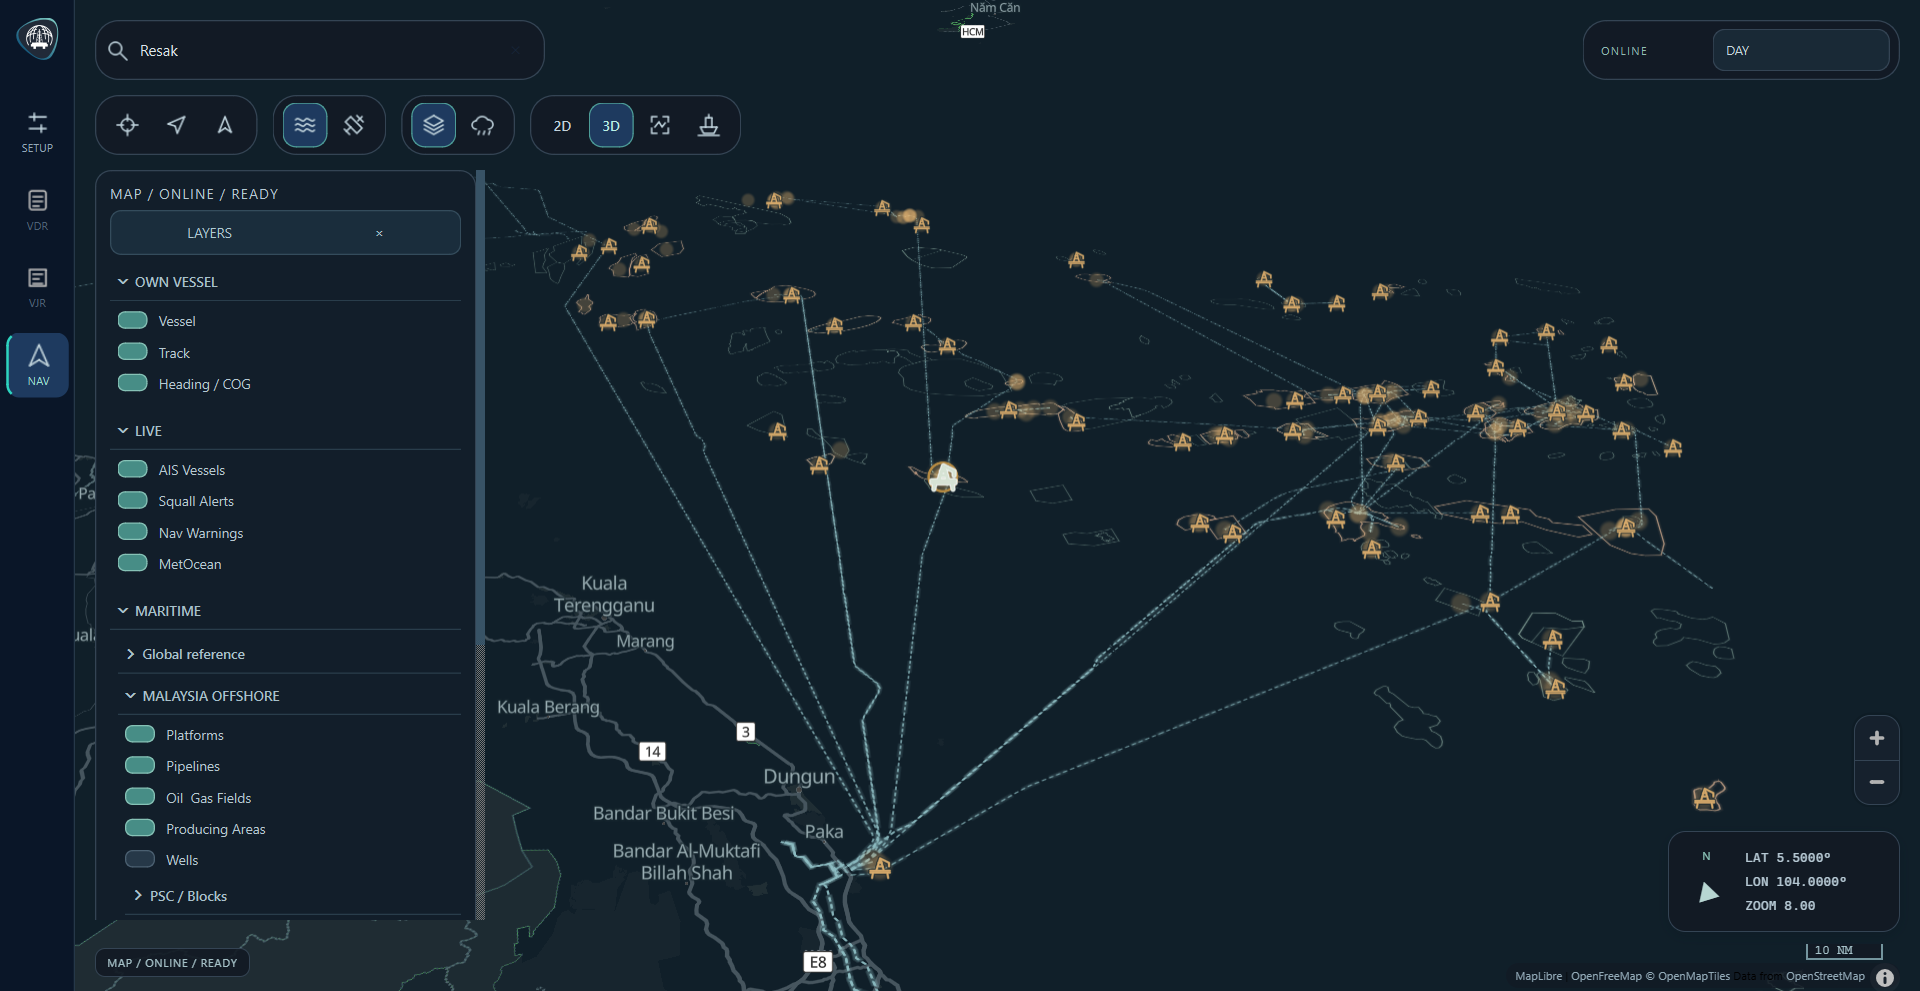 Năm Căn
HCM
Resak
ONLINE
DAY
SETUP
VDR
VJR
NAV
2D
3D
MAP / ONLINE / READY
LAYERS
×
OWN VESSEL
Vessel
Track
Heading / COG
LIVE
AIS Vessels
Squall Alerts
Nav Warnings
MetOcean
MARITIME
Global reference
MALAYSIA OFFSHORE
Platforms
Pipelines
Oil Gas Fields
Producing Areas
Wells
PSC / Blocks
Kuala
Terengganu
Marang
Kuala Berang
3
14
Dungun
Bandar Bukit Besi
Paka
Bandar Al-Muktafi
Billah Shah
E8
+
−
N
LAT 5.5000°
LON 104.0000°
ZOOM 8.00
10 NM
MAP / ONLINE / READY
MapLibre OpenFreeMap © OpenMapTiles Data from OpenStreetMap